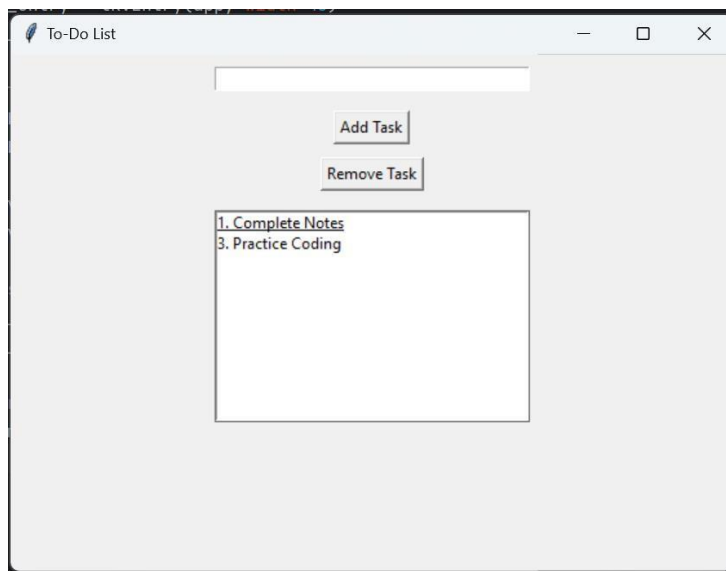 To-Do List
Add Task
Remove Task
1. Complete Notes
3. Practice Coding